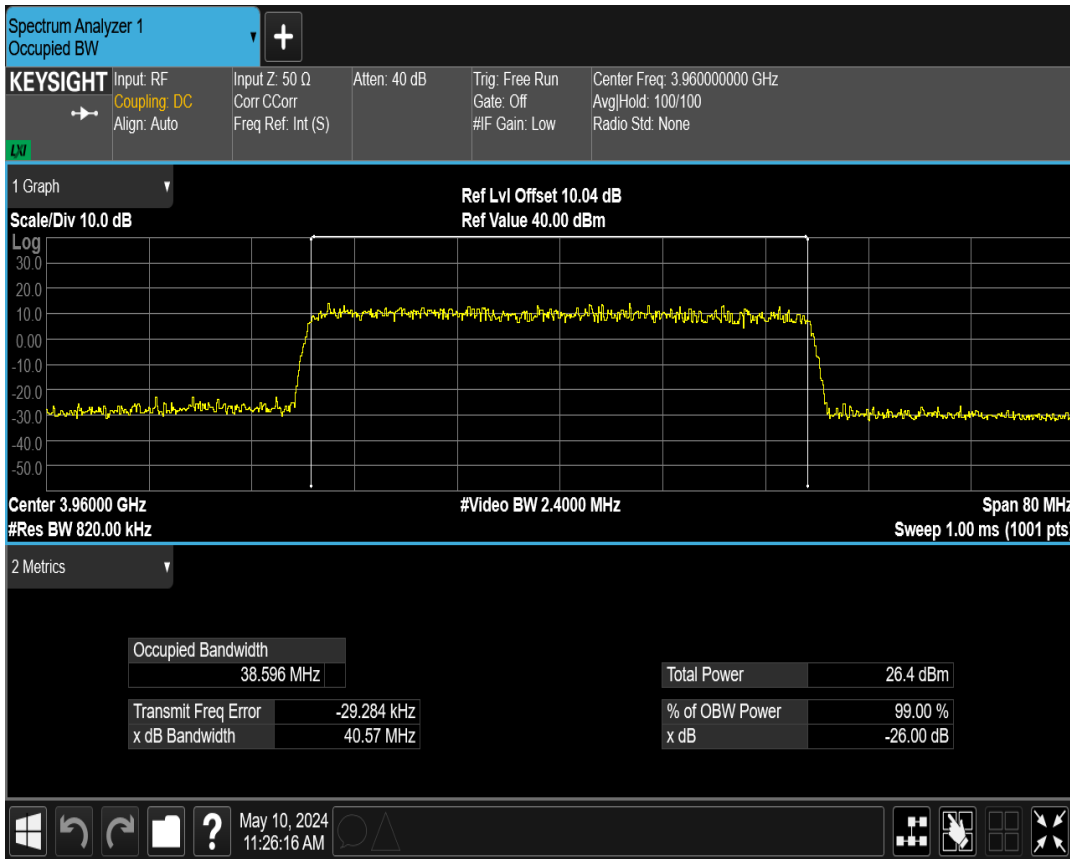 Spectrum Analyzer 1
Occupied BW
+
KEYSIGHT
LXI
Input: RF
Coupling: DC
Align: Auto
Input Z: 50 Ω
Corr CCorr
Freq Ref: Int (S)
Atten: 40 dB
Trig: Free Run
Gate: Off
#IF Gain: Low
Center Freq: 3.960000000 GHz
Avg|Hold: 100/100
Radio Std: None
1 Graph
Scale/Div 10.0 dB
Ref Lvl Offset 10.04 dB
Ref Value 40.00 dBm
Log
30.0
20.0
10.0
0.00
-10.0
-20.0
-30.0
-40.0
-50.0
Center 3.96000 GHz
#Res BW 820.00 kHz
#Video BW 2.4000 MHz
Span 80 MHz
Sweep 1.00 ms (1001 pts)
2 Metrics
Occupied Bandwidth
38.596 MHz
Transmit Freq Error -29.284 kHz
x dB Bandwidth 40.57 MHz
Total Power 26.4 dBm
% of OBW Power 99.00 %
x dB -26.00 dB
?
May 10, 2024
11:26:16 AM